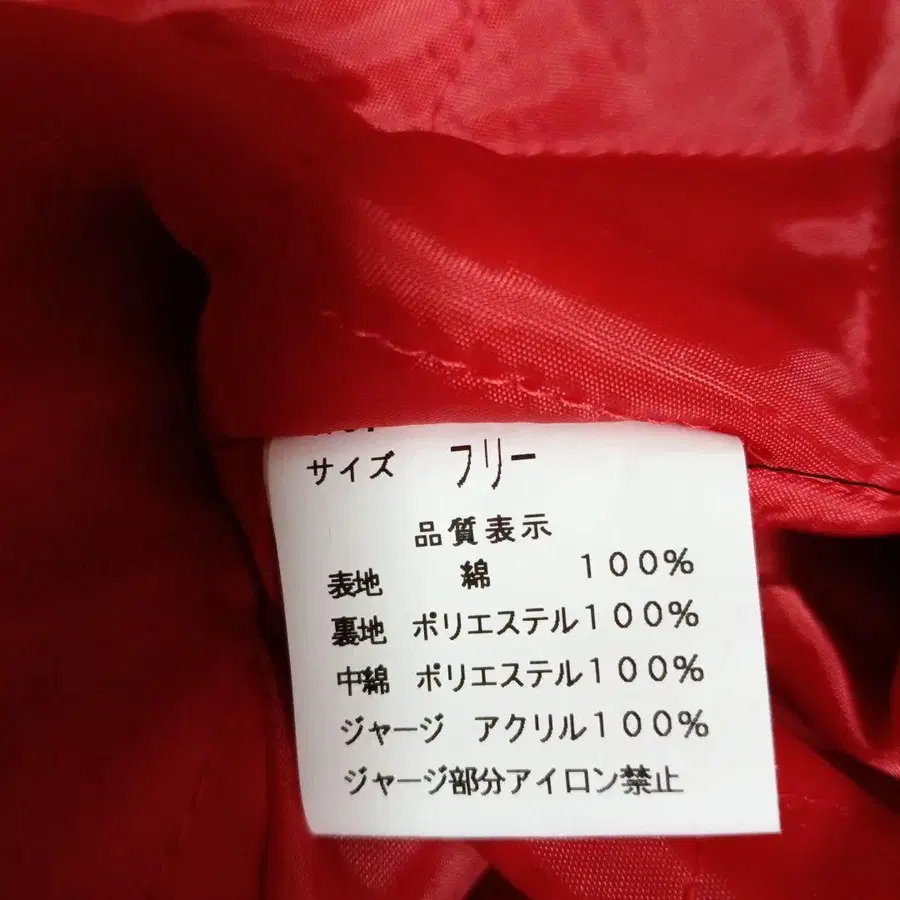 サイズ フリー
品質表示
表地 綿 100%
裏地 ポリエステル100%
中綿 ポリエステル100%
ジャージ アクリル100%
ジャージ部分アイロン禁止